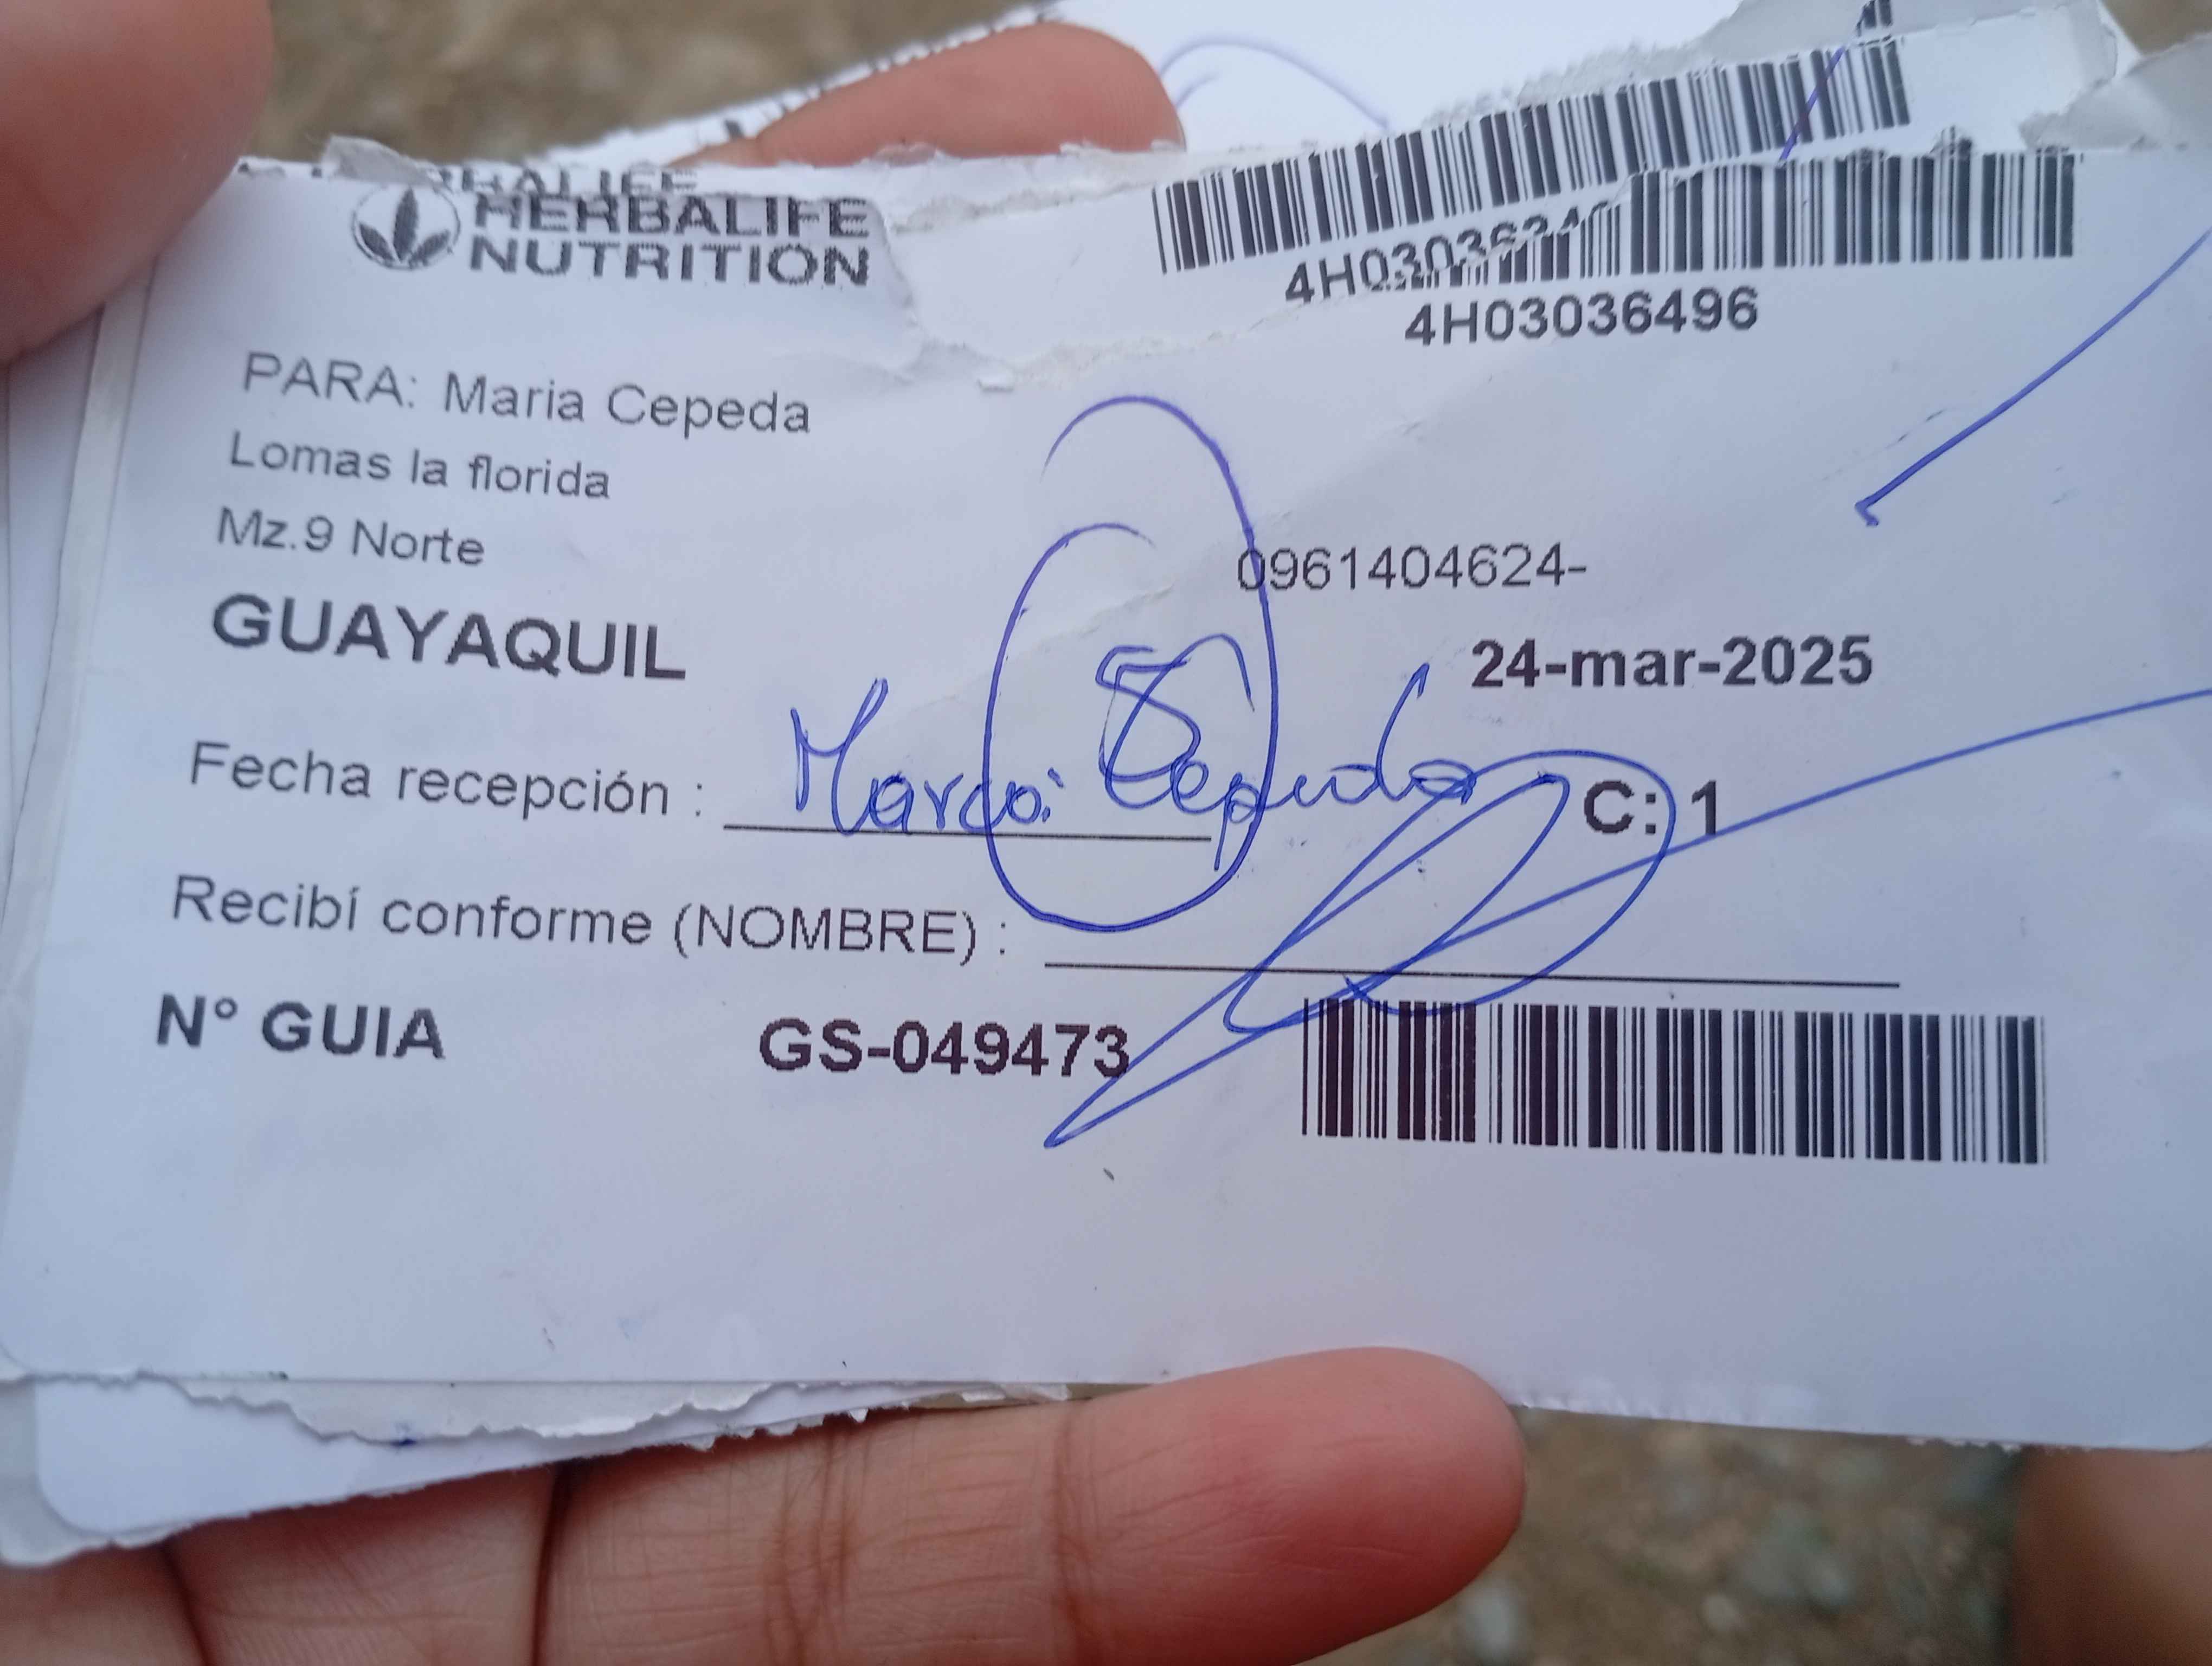 HERBALIFE
NUTRITION
4H03036496
PARA: Maria Cepeda
Lomas la florida
Mz.9 Norte
0961404624-
GUAYAQUIL
24-mar-2025
Fecha recepción :
Cepeda
C: 1
Recibí conforme (NOMBRE) :
N° GUIA GS-049473